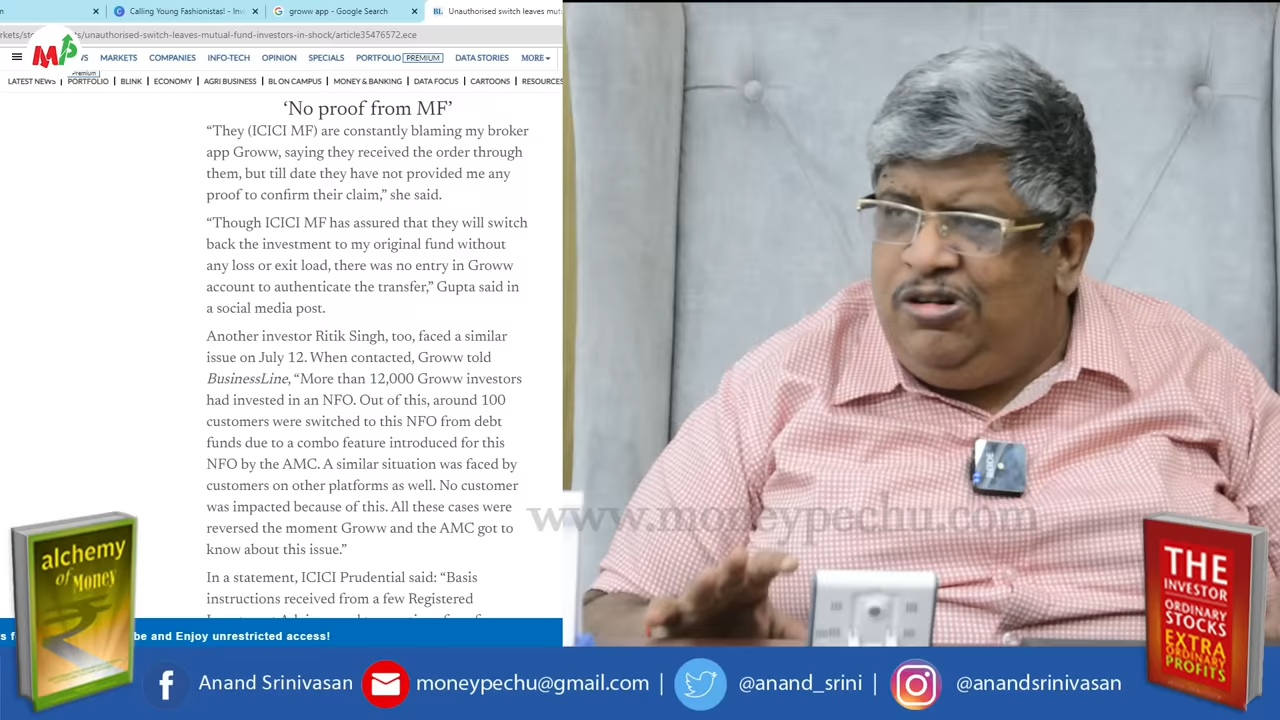 Calling Young Fashionistas! Invo
groww app - Google Search
BL
Unauthorised switch leaves mut
rkets/sto
unauthorised-switch-leaves-mutual-fund-investors-in-shock/article35476572.ece
MP
MARKETS COMPANIES INFO-TECH OPINION SPECIALS PORTFOLIO PREMIUM DATA STORIES MORE
Premium
LATEST NEWS | PORTFOLIO | BLINK | ECONOMY | AGRI BUSINESS | BL ON CAMPUS | MONEY & BANKING | DATA FOCUS | CARTOONS | RESOURCES
‘No proof from MF’
“They (ICICI MF) are constantly blaming my broker
app Groww, saying they received the order through
them, but till date they have not provided me any
proof to confirm their claim,” she said.
“Though ICICI MF has assured that they will switch
back the investment to my original fund without
any loss or exit load, there was no entry in Groww
account to authenticate the transfer,” Gupta said in
a social media post.
Another investor Ritik Singh, too, faced a similar
issue on July 12. When contacted, Groww told
BusinessLine, “More than 12,000 Groww investors
had invested in an NFO. Out of this, around 100
customers were switched to this NFO from debt
funds due to a combo feature introduced for this
NFO by the AMC. A similar situation was faced by
customers on other platforms as well. No customer
was impacted because of this. All these cases were
reversed the moment Groww and the AMC got to
know about this issue.”
In a statement, ICICI Prudential said: “Basis
instructions received from a few Registered
be and Enjoy unrestricted access!
RODE
www.moneypechu.com
alchemy
of Money
THE
INVESTOR
ORDINARY
STOCKS
EXTRA
ORDINARY
PROFITS
Anand Srinivasan moneypechu@gmail.com | @anand_srini | @anandsrinivasan